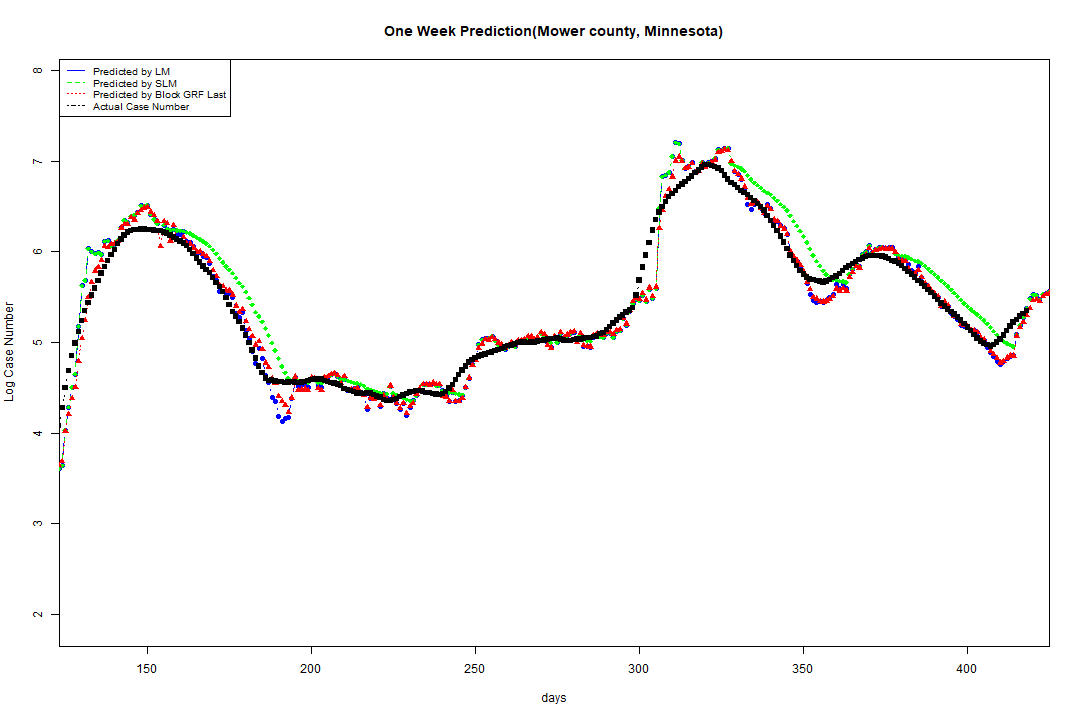 One Week Prediction(Mower county, Minnesota)
Predicted by LM
Predicted by SLM
Predicted by Block GRF Last
Actual Case Number
8
7
6
5
4
3
2
Log Case Number
150 200 250 300 350 400
days